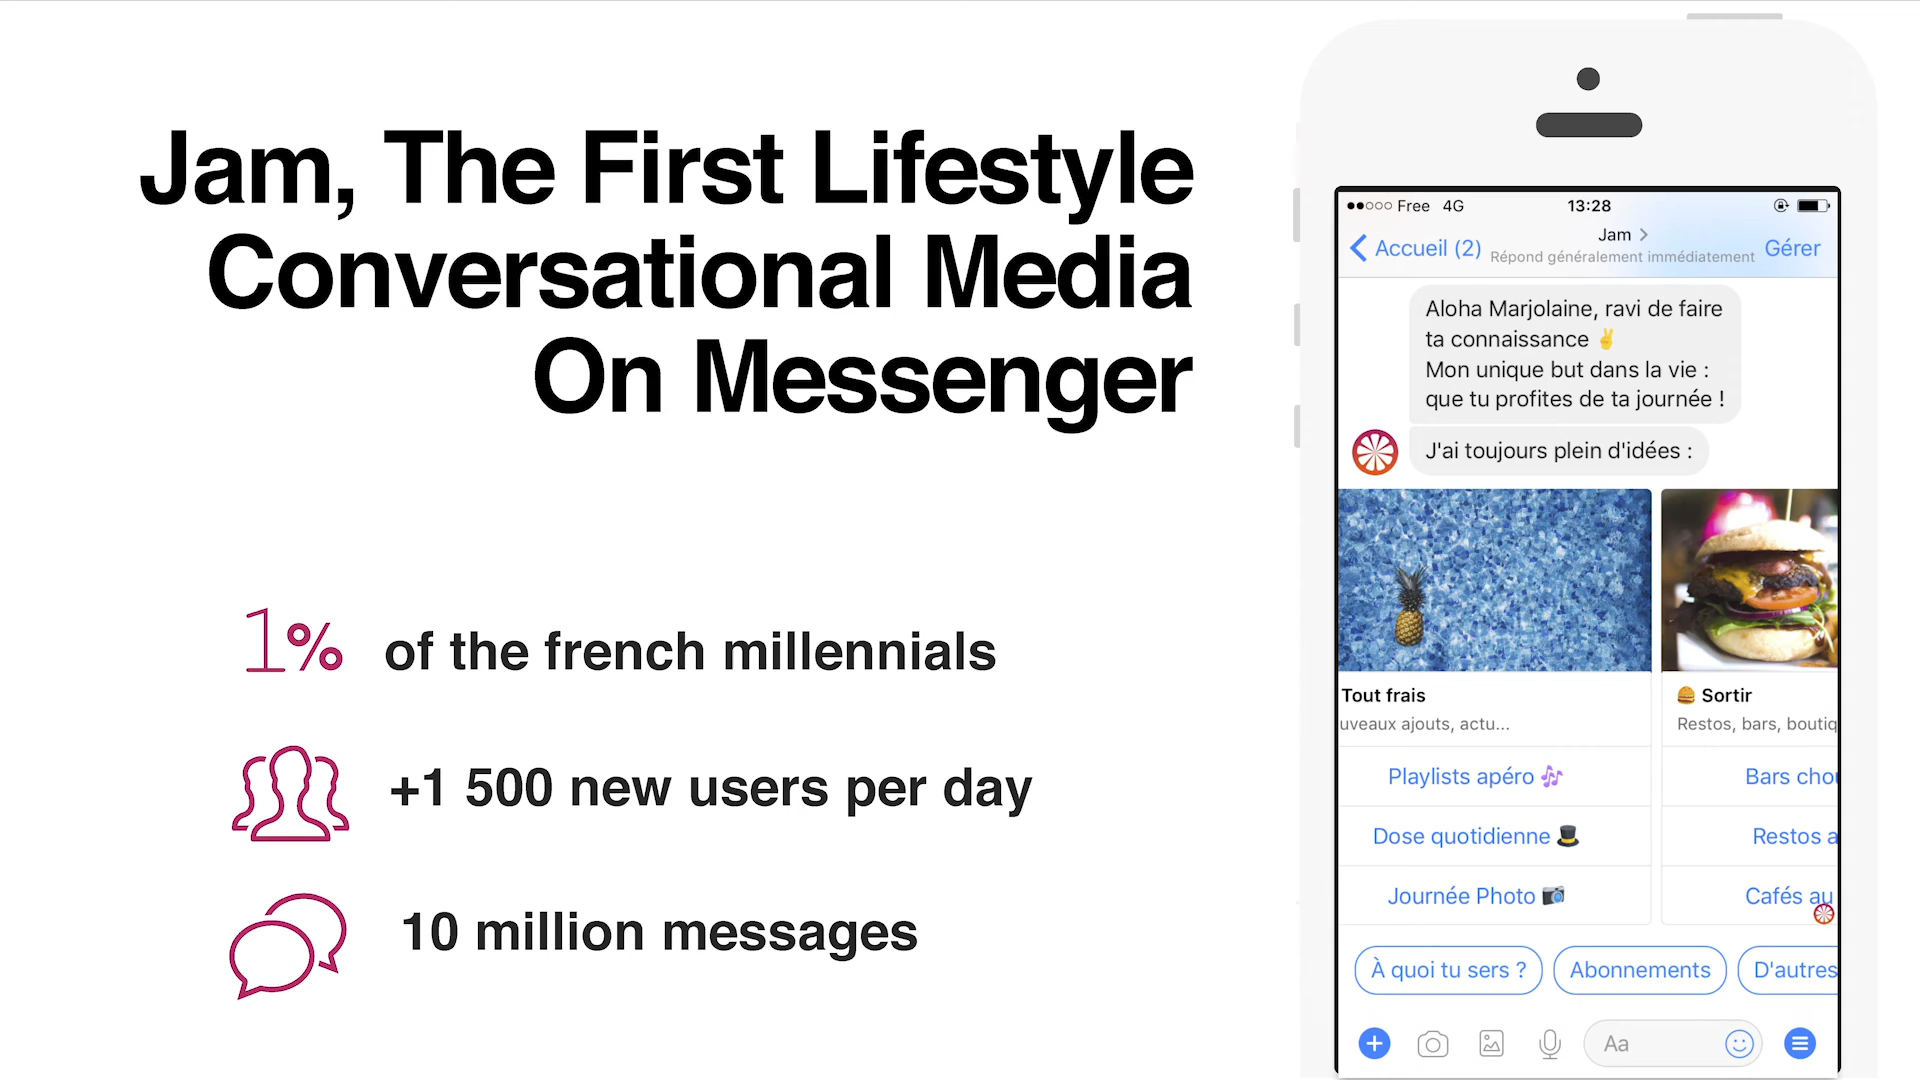 Jam, The First Lifestyle
Conversational Media
On Messenger
1% of the french millennials
+1 500 new users per day
10 million messages
Free 4G 13:28
Accueil (2)
Jam
Répond généralement immédiatement
Gérer
Aloha Marjolaine, ravi de faire
ta connaissance ✌
Mon unique but dans la vie :
que tu profites de ta journée !
J'ai toujours plein d'idées :
Tout frais
uveaux ajouts, actu...
Playlists apéro 🎶
Dose quotidienne 🎩
Journée Photo 📷
🍔 Sortir
Restos, bars, boutiq
Bars chou
Restos a
Cafés au
À quoi tu sers ?
Abonnements
D'autres
Aa